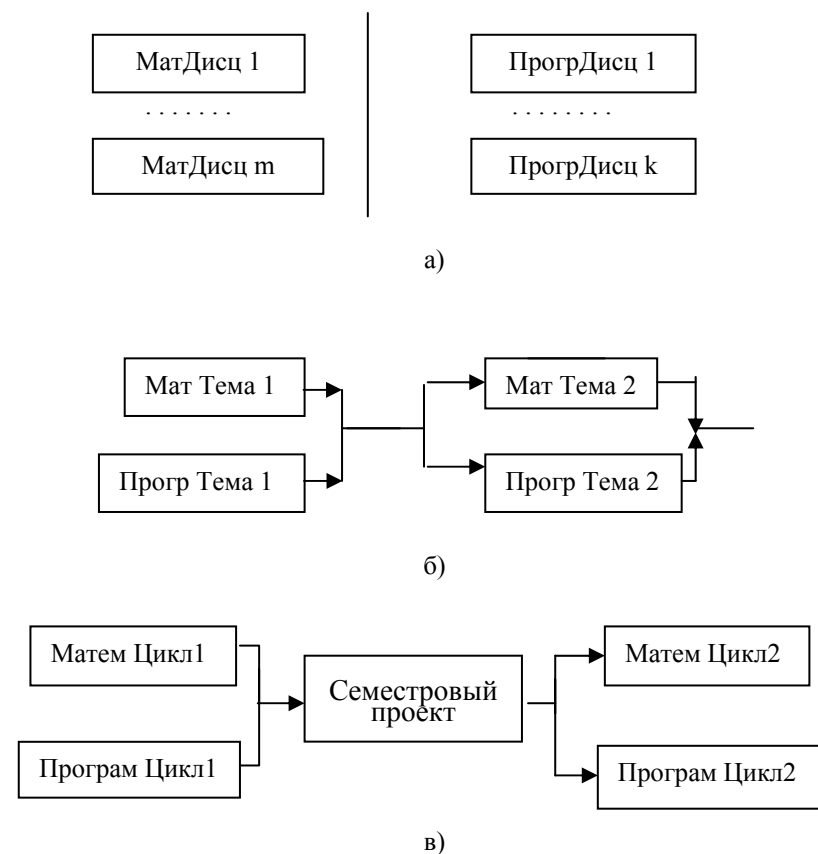 МатДисц 1 ПрогрДисц 1
. . . . . . . . . . . . . . .
МатДисц m ПрогрДисц k
а)
Мат Тема 1 Мат Тема 2
Прогр Тема 1 Прогр Тема 2
б)
Матем Цикл1 Матем Цикл2
Семестровый
проект
Програм Цикл1 Програм Цикл2
в)